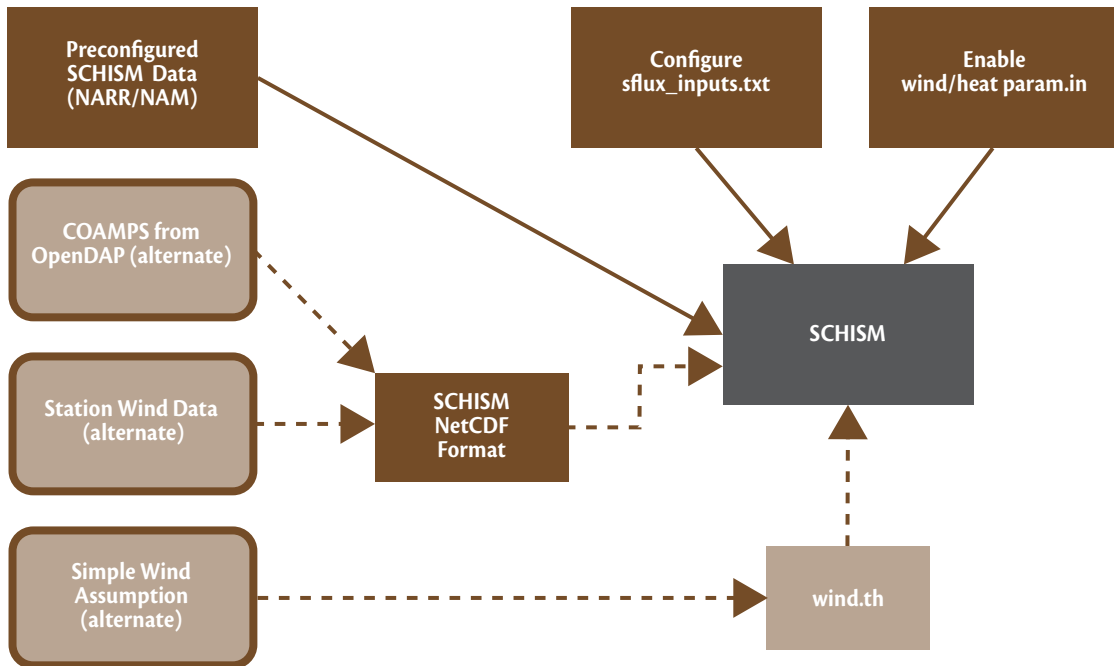 Preconfigured
SCHISM Data
(NARR/NAM)
Configure
sflux_inputs.txt
Enable
wind/heat param.in
COAMPS from
OpenDAP (alternate)
SCHISM
Station Wind Data
(alternate)
SCHISM
NetCDF
Format
Simple Wind
Assumption
(alternate)
wind.th